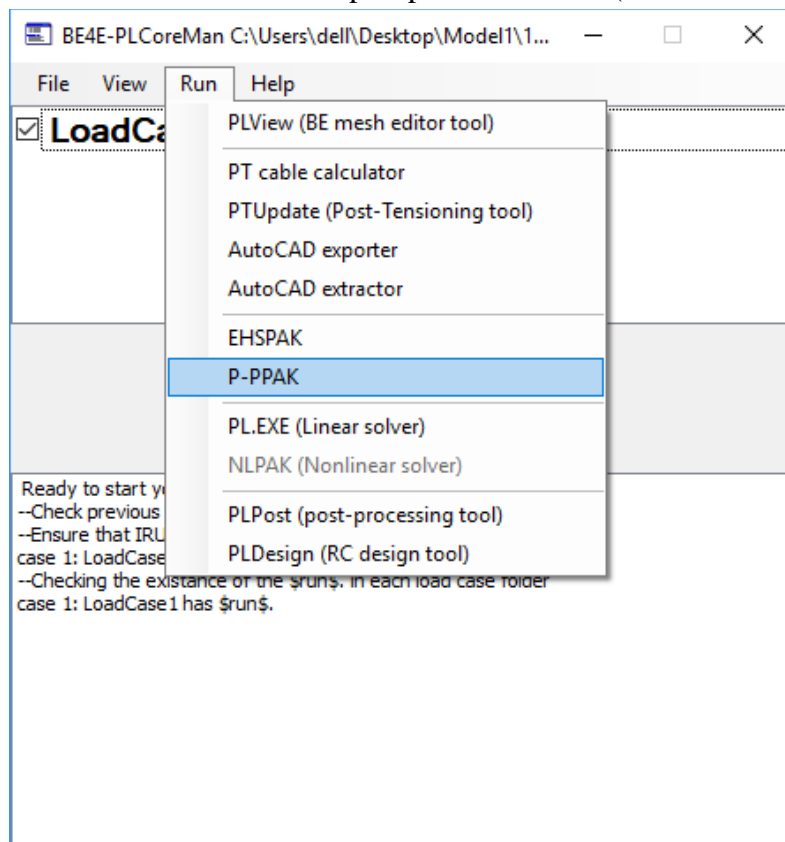 BE4E-PLCoreMan C:\Users\dell\Desktop\Model1\1...
File View Run Help
LoadCa
PLView (BE mesh editor tool)
PT cable calculator
PTUpdate (Post-Tensioning tool)
AutoCAD exporter
AutoCAD extractor
EHSPAK
P-PPAK
PL.EXE (Linear solver)
NLPAK (Nonlinear solver)
PLPost (post-processing tool)
PLDesign (RC design tool)
Ready to start y
--Check previous
--Ensure that IRU
case 1: LoadCase
--Checking the existance of the $run$. In each load case folder
case 1: LoadCase1 has $run$.